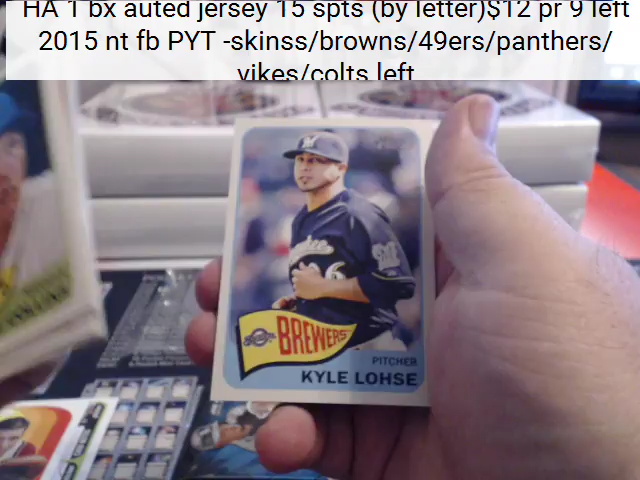 HA 1 bx auted jersey 15 spts (by letter)$12 pr 9 left
2015 nt fb PYT -skinss/browns/49ers/panthers/
vikes/colts left
BREWERS
PITCHER
KYLE LOHSE